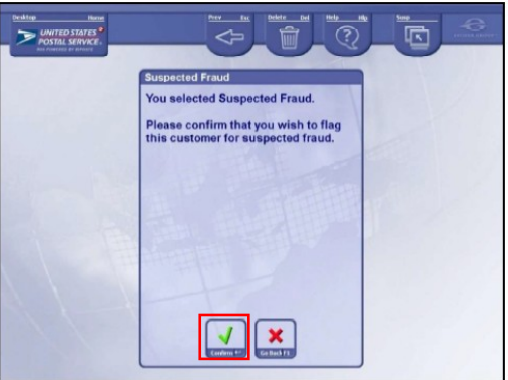 Desktop Home
Prev Esc
Delete Del
Help Hlp
Susp
UNITED STATES
POSTAL SERVICE
Suspected Fraud
You selected Suspected Fraud.
Please confirm that you wish to flag
this customer for suspected fraud.
Confirm
Go Back F1